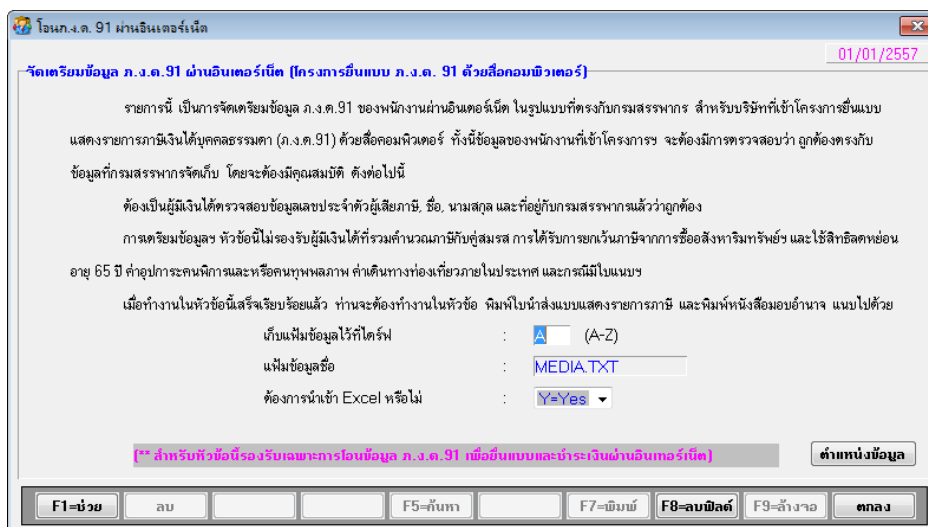 โอนภ.ง.ด. 91 ผ่านอินเตอร์เน็ต
01/01/2557
จัดเตรียมข้อมูล ภ.ง.ด.91 ผ่านอินเตอร์เน็ต (โครงการยื่นแบบ ภ.ง.ด. 91 ด้วยสื่อคอมพิวเตอร์)
รายการนี้ เป็นการจัดเตรียมข้อมูล ภ.ง.ด.91 ของพนักงานผ่านอินเตอร์เน็ต ในรูปแบบที่ตรงกับกรมสรรพากร สำหรับบริษัทที่เข้าโครงการยื่นแบบ
แสดงรายการภาษีเงินได้บุคคลธรรมดา (ภ.ง.ด.91) ด้วยสื่อคอมพิวเตอร์ ทั้งนี้ข้อมูลของพนักงานที่เข้าโครงการฯ จะต้องมีการตรวจสอบว่า ถูกต้องตรงกับ
ข้อมูลที่กรมสรรพากรจัดเก็บ โดยจะต้องมีคุณสมบัติ ดังต่อไปนี้
ต้องเป็นผู้มีเงินได้ตรวจสอบข้อมูลเลขประจำตัวผู้เสียภาษี, ชื่อ, นามสกุล และที่อยู่กับกรมสรรพากรแล้วว่าถูกต้อง
การเตรียมข้อมูลฯ หัวข้อนี้ไม่รองรับผู้มีเงินได้ที่รวมคำนวณภาษีกับคู่สมรส การได้รับการยกเว้นภาษีจากการซื้ออสังหาริมทรัพย์ฯ และใช้สิทธิลดหย่อน
อายุ 65 ปี ค่าอุปการะคนพิการและหรือคนทุพพลภาพ ค่าเดินทางท่องเที่ยวภายในประเทศ และกรณีมีใบแนบฯ
เมื่อทำงานในหัวข้อนี้เสร็จเรียบร้อยแล้ว ท่านจะต้องทำงานในหัวข้อ พิมพ์ใบนำส่งแบบแสดงรายการภาษี และพิมพ์หนังสือมอบอำนาจ แนบไปด้วย
เก็บแฟ้มข้อมูลไว้ที่ไดร์ฟ : A (A-Z)
แฟ้มข้อมูลชื่อ : MEDIA.TXT
ต้องการนำเข้า Excel หรือไม่ : Y=Yes
(** สำหรับหัวข้อนี้รองรับเฉพาะการโอนข้อมูล ภ.ง.ด.91 เพื่อยื่นแบบและชำระเงินผ่านอินเทอร์เน็ต)
ตำแหน่งข้อมูล
F1=ช่วย ลบ F5=ค้นหา F7=พิมพ์ F8=ลบฟิลด์ F9=ล้างจอ ตกลง